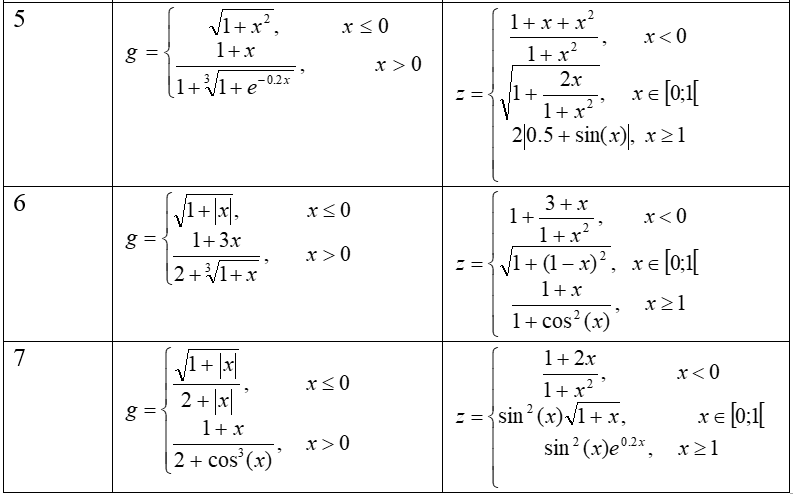 5
g = { √(1+x²), x ≤ 0
(1+x)/(1+∛(1+e^(−0.2x))), x > 0
z = { (1+x+x²)/(1+x²), x < 0
√(1+2x/(1+x²)), x ∈ [0;1[
2|0.5+sin(x)|, x ≥ 1
6
g = { √(1+|x|), x ≤ 0
(1+3x)/(2+∛(1+x)), x > 0
z = { 1+(3+x)/(1+x²), x < 0
√(1+(1−x)²), x ∈ [0;1[
(1+x)/(1+cos²(x)), x ≥ 1
7
g = { √(1+|x|)/(2+|x|), x ≤ 0
(1+x)/(2+cos³(x)), x > 0
z = { (1+2x)/(1+x²), x < 0
sin²(x)√(1+x), x ∈ [0;1[
sin²(x)e^(0.2x), x ≥ 1